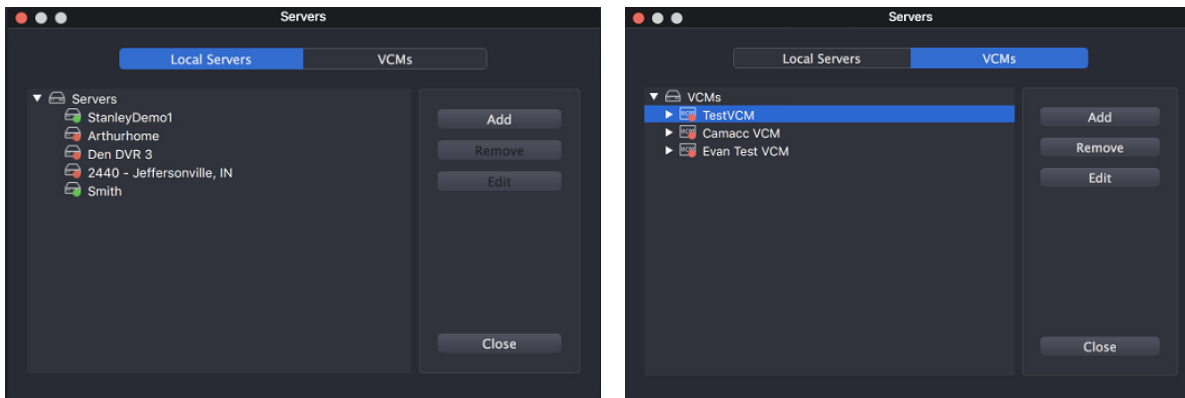 Servers
Local Servers VCMs
Servers
StanleyDemo1
Arthurhome
Den DVR 3
2440 - Jeffersonville, IN
Smith
Add
Remove
Edit
Close
Servers
Local Servers VCMs
VCMs
TestVCM
Camacc VCM
Evan Test VCM
Add
Remove
Edit
Close